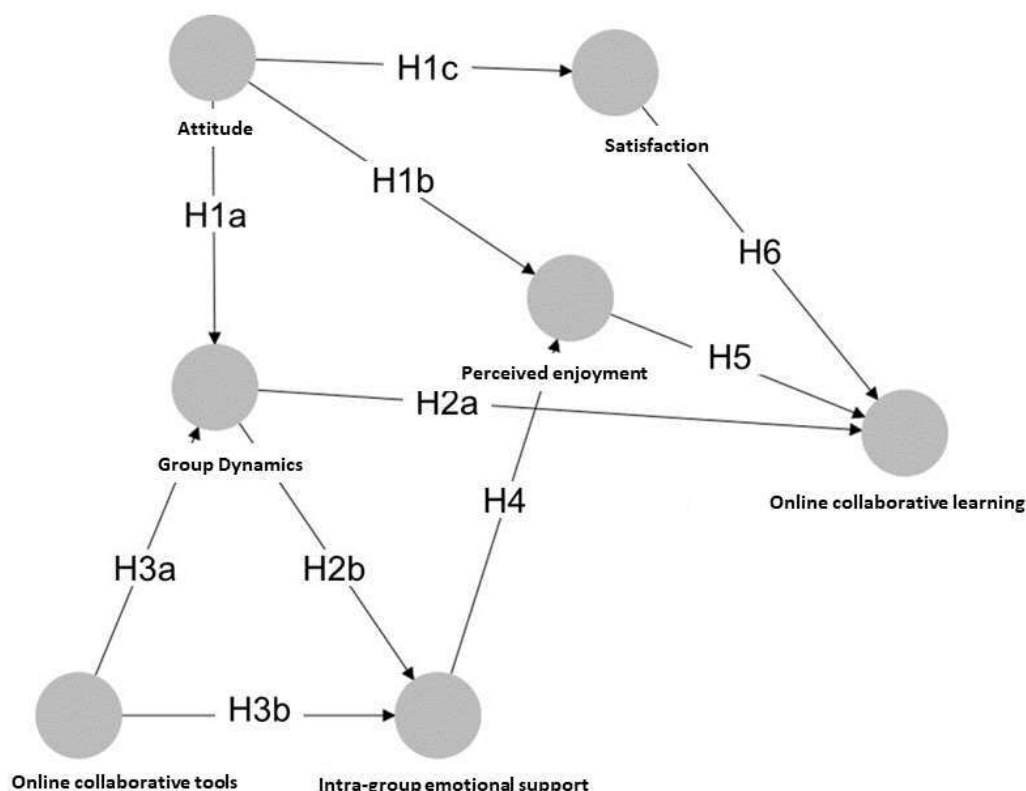 H1c
Attitude
Satisfaction
H1b
H1a
H6
H5
Perceived enjoyment
H2a
Group Dynamics
Online collaborative learning
H4
H3a
H2b
H3b
Online collaborative tools
Intra-group emotional support